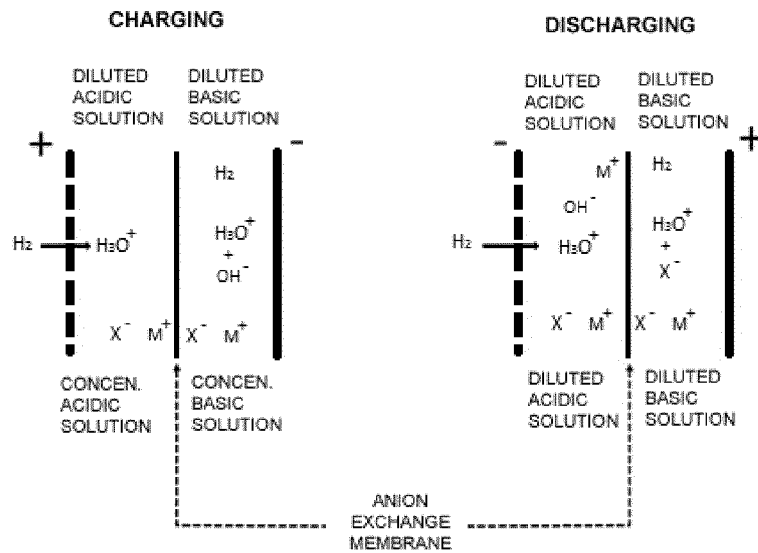 CHARGING
DILUTED
ACIDIC
SOLUTION
DILUTED
BASIC
SOLUTION
+
-
H₂
H₂
H₃O⁺
H₃O⁺
+
OH⁻
X⁻ M⁺ X⁻ M⁺
CONCEN.
ACIDIC
SOLUTION
CONCEN.
BASIC
SOLUTION
DISCHARGING
DILUTED
ACIDIC
SOLUTION
DILUTED
BASIC
SOLUTION
-
+
M⁺
H₂
OH⁻
H₂
H₃O⁺
H₃O⁺
+
X⁻
X⁻ M⁺ X⁻ M⁺
DILUTED
ACIDIC
SOLUTION
DILUTED
BASIC
SOLUTION
ANION
EXCHANGE
MEMBRANE